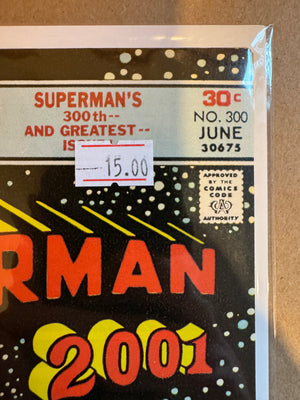 SUPERMAN'S
300th--
AND GREATEST--
30¢
NO. 300
JUNE
30675
15.00
APPROVED
BY THE
COMICS
CODE
CA
AUTHORITY
RMAN
2001